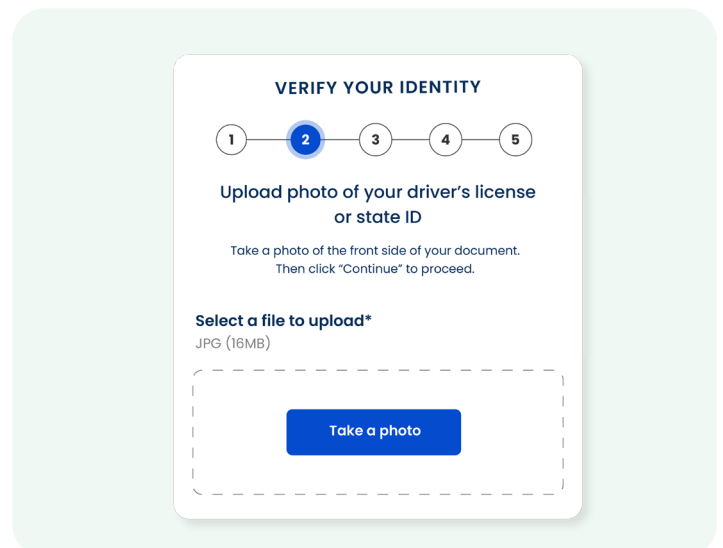 VERIFY YOUR IDENTITY
1 2 3 4 5
Upload photo of your driver’s license
or state ID
Take a photo of the front side of your document.
Then click “Continue” to proceed.
Select a file to upload*
JPG (16MB)
Take a photo